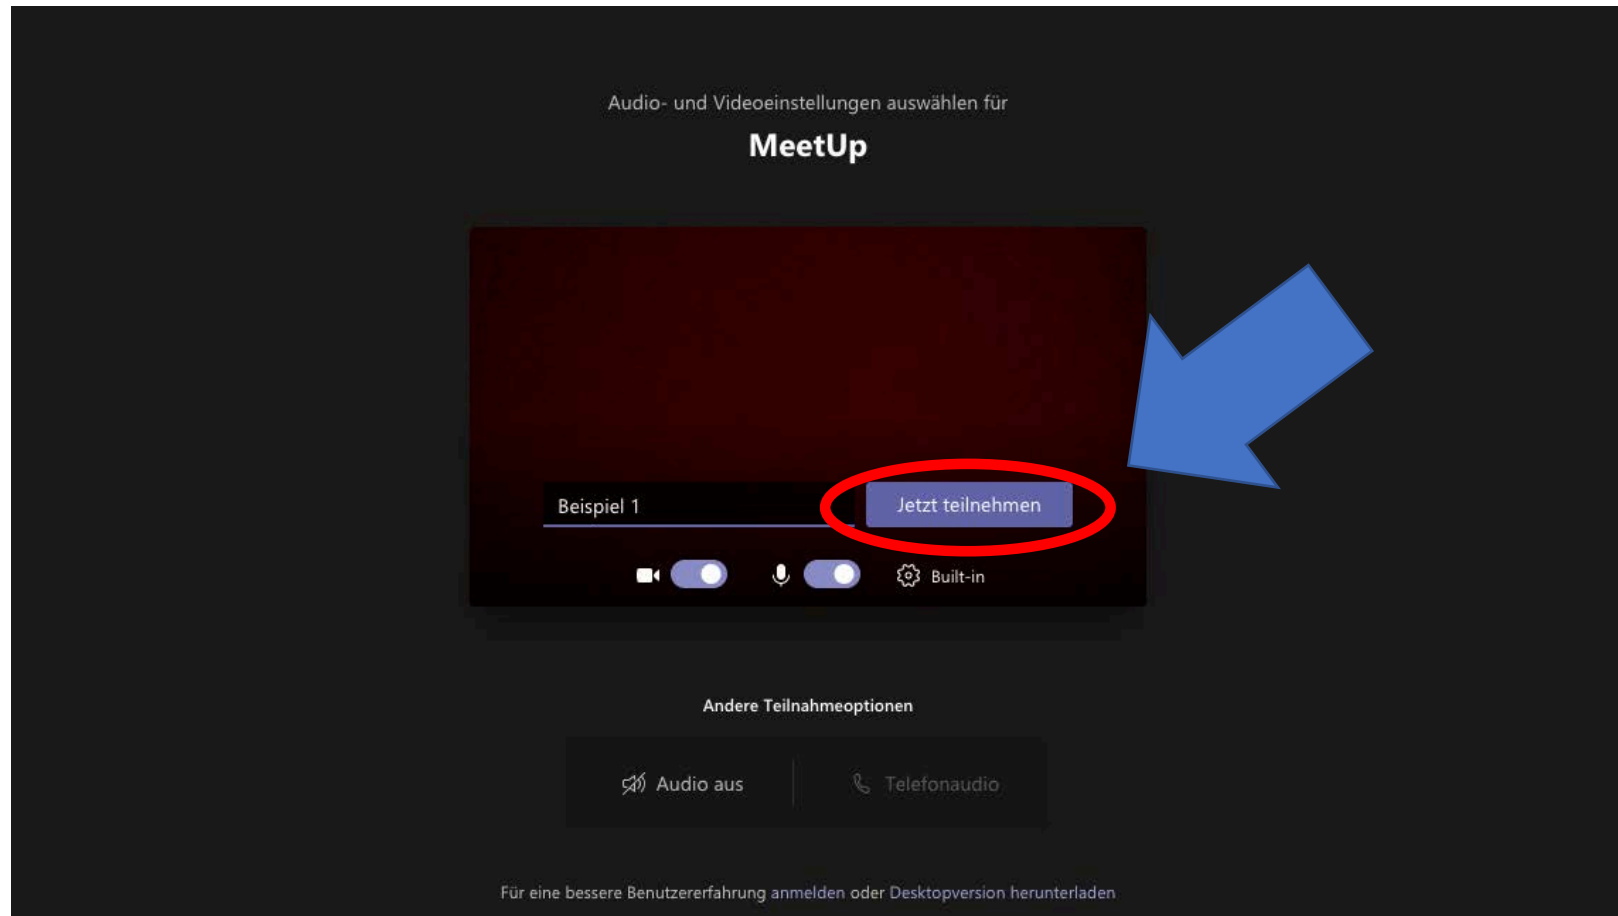 Audio- und Videoeinstellungen auswählen für
MeetUp
Beispiel 1
Jetzt teilnehmen
Built-in
Andere Teilnahmeoptionen
Audio aus
Telefonaudio
Für eine bessere Benutzererfahrung anmelden oder Desktopversion herunterladen